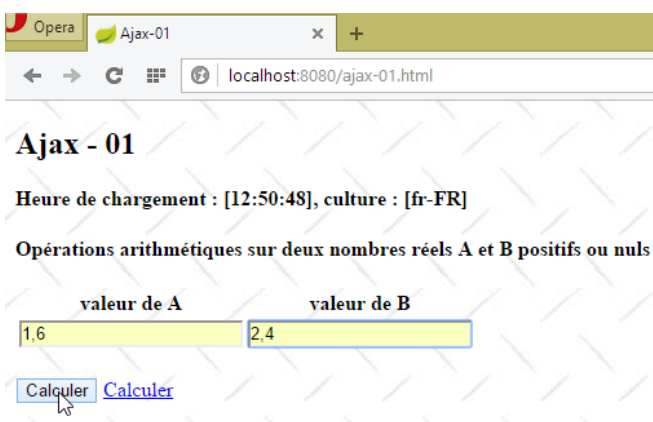 Opera
Ajax-01
localhost:8080/ajax-01.html
Ajax - 01
Heure de chargement : [12:50:48], culture : [fr-FR]
Opérations arithmétiques sur deux nombres réels A et B positifs ou nuls
valeur de A valeur de B
1,6 2,4
Calculer Calculer